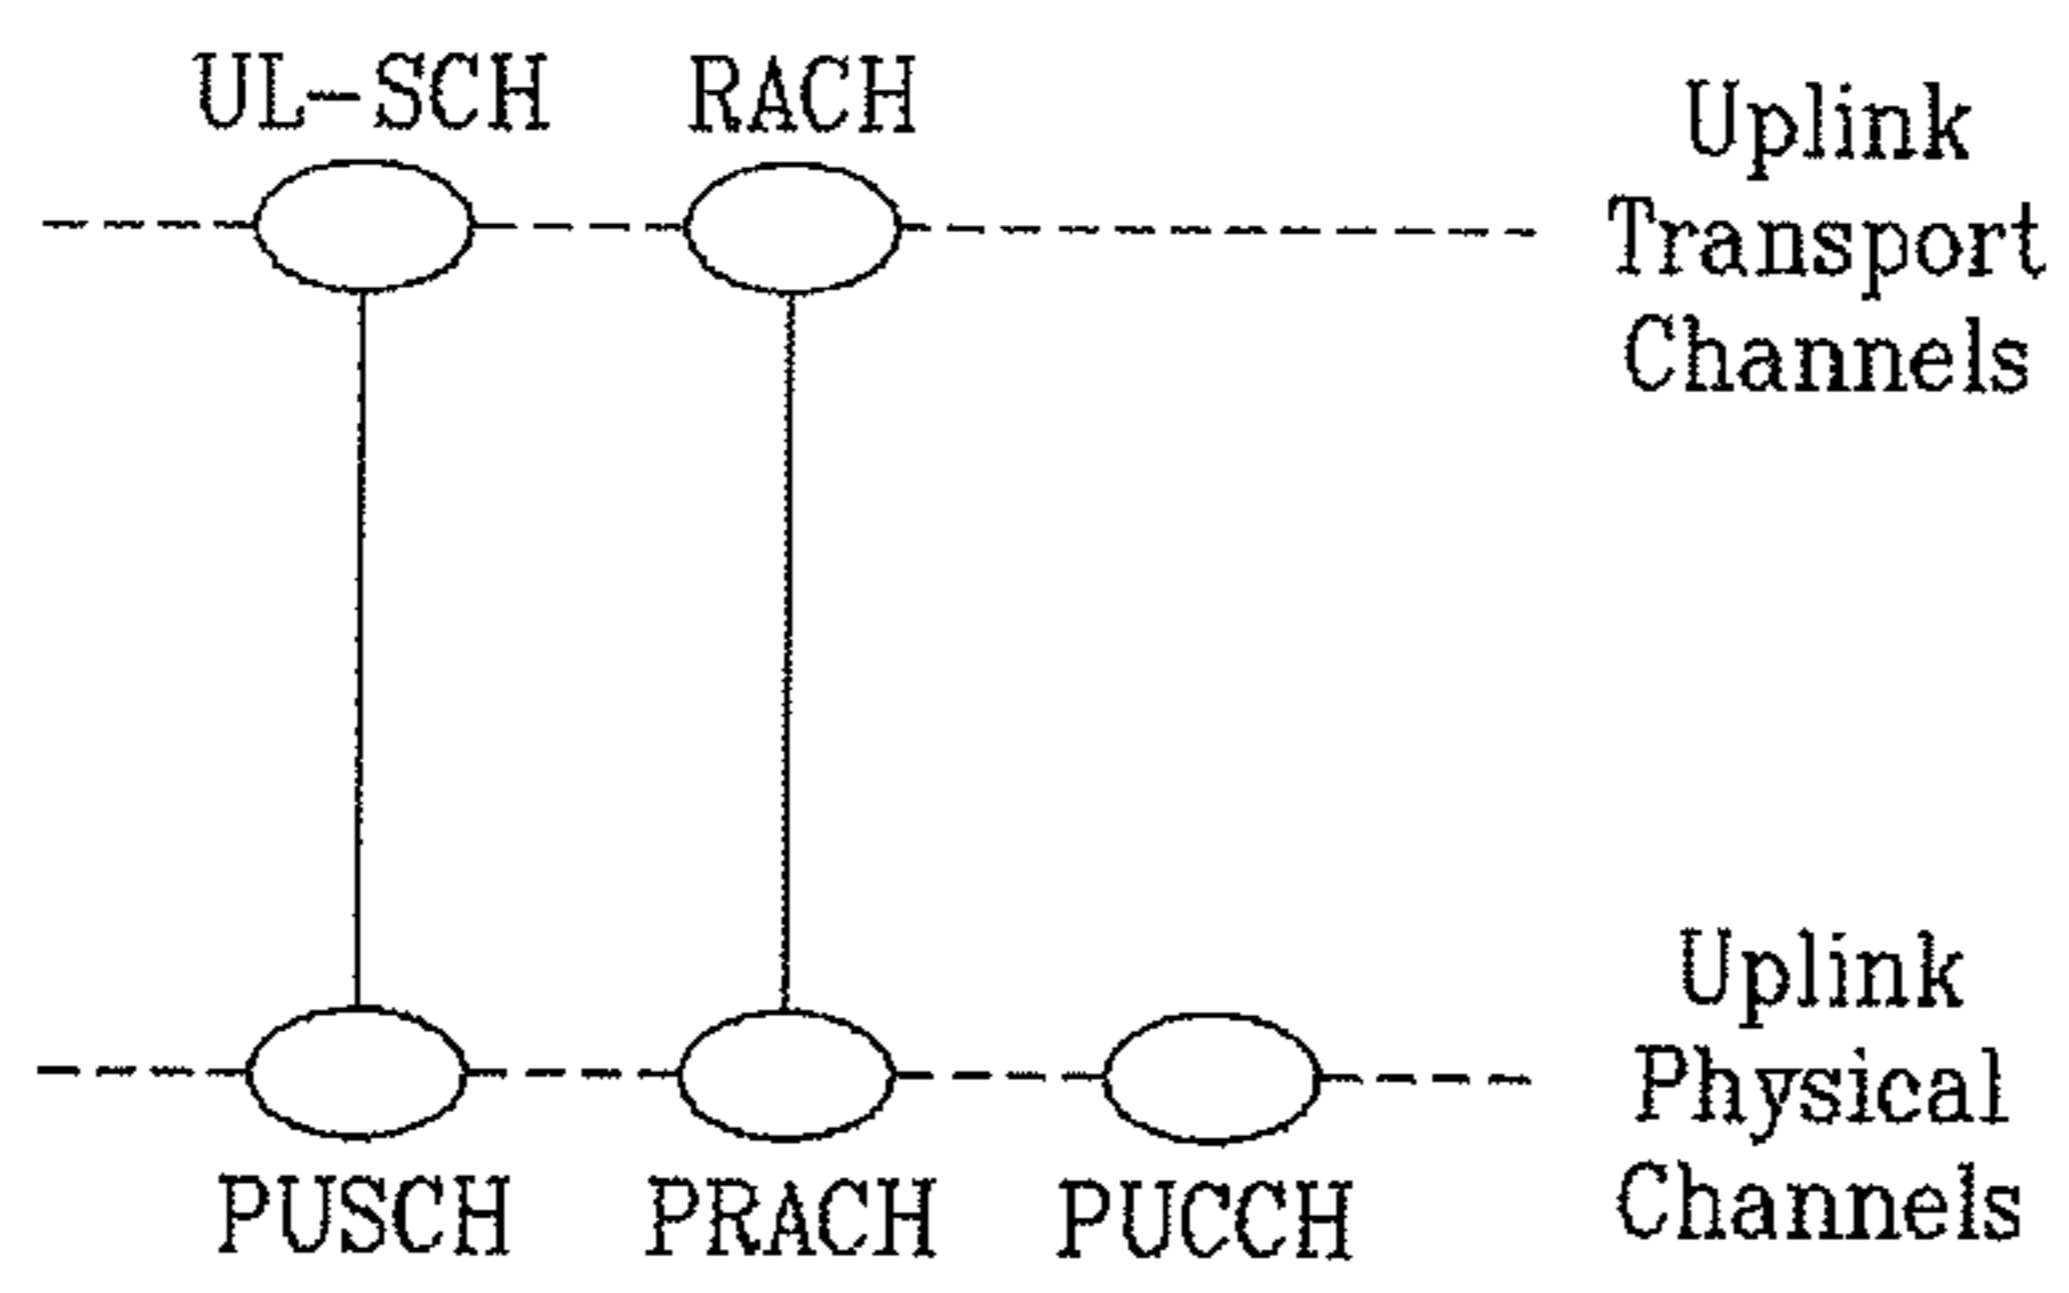 UL-SCH RACH
Uplink
Transport
Channels
Uplink
Physical
Channels
PUSCH PRACH PUCCH